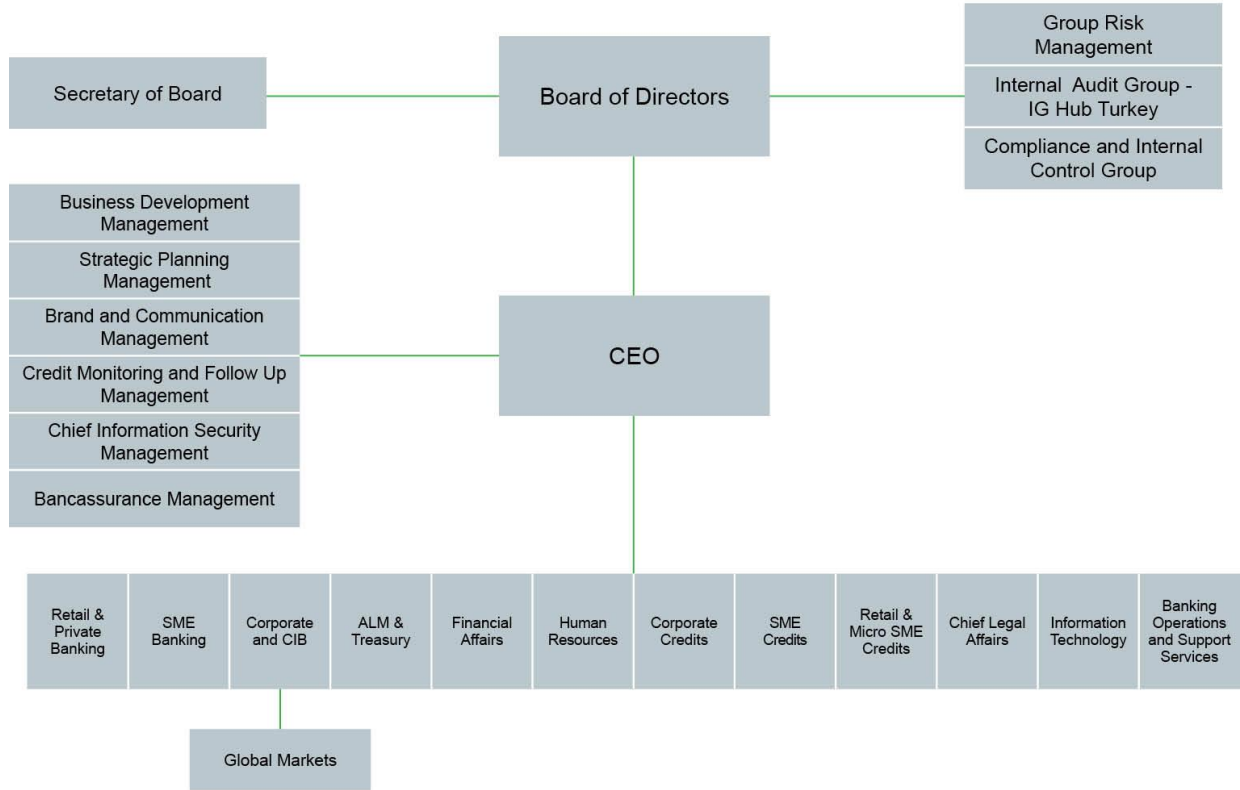 Secretary of Board
Board of Directors
Group Risk
Management
Internal Audit Group -
IG Hub Turkey
Compliance and Internal
Control Group
Business Development
Management
Strategic Planning
Management
Brand and Communication
Management
Credit Monitoring and Follow Up
Management
Chief Information Security
Management
Bancassurance Management
CEO
Retail &
Private
Banking
SME
Banking
Corporate
and CIB
ALM &
Treasury
Financial
Affairs
Human
Resources
Corporate
Credits
SME
Credits
Retail &
Micro SME
Credits
Chief Legal
Affairs
Information
Technology
Banking
Operations
and Support
Services
Global Markets